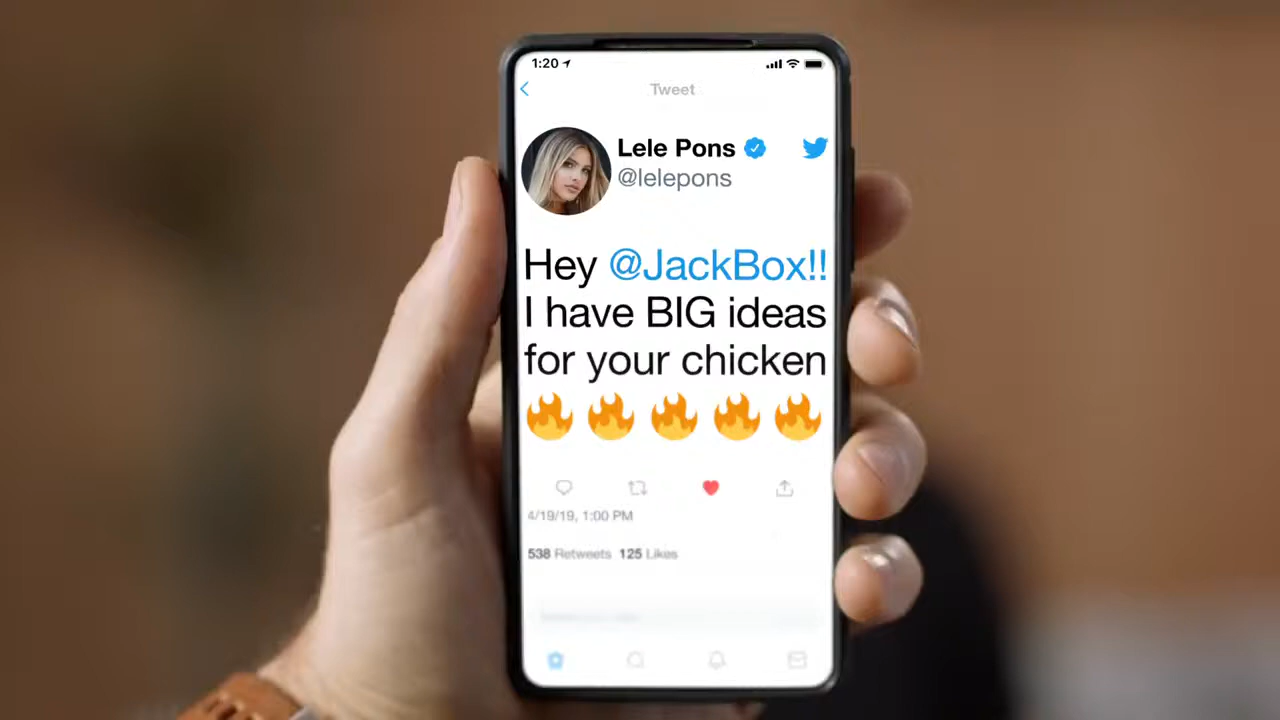 1:20
Tweet
Lele Pons
@lelepons
Hey @JackBox!!
I have BIG ideas
for your chicken
🔥 🔥 🔥 🔥 🔥
4/19/19, 1:00 PM
538 Retweets 125 Likes